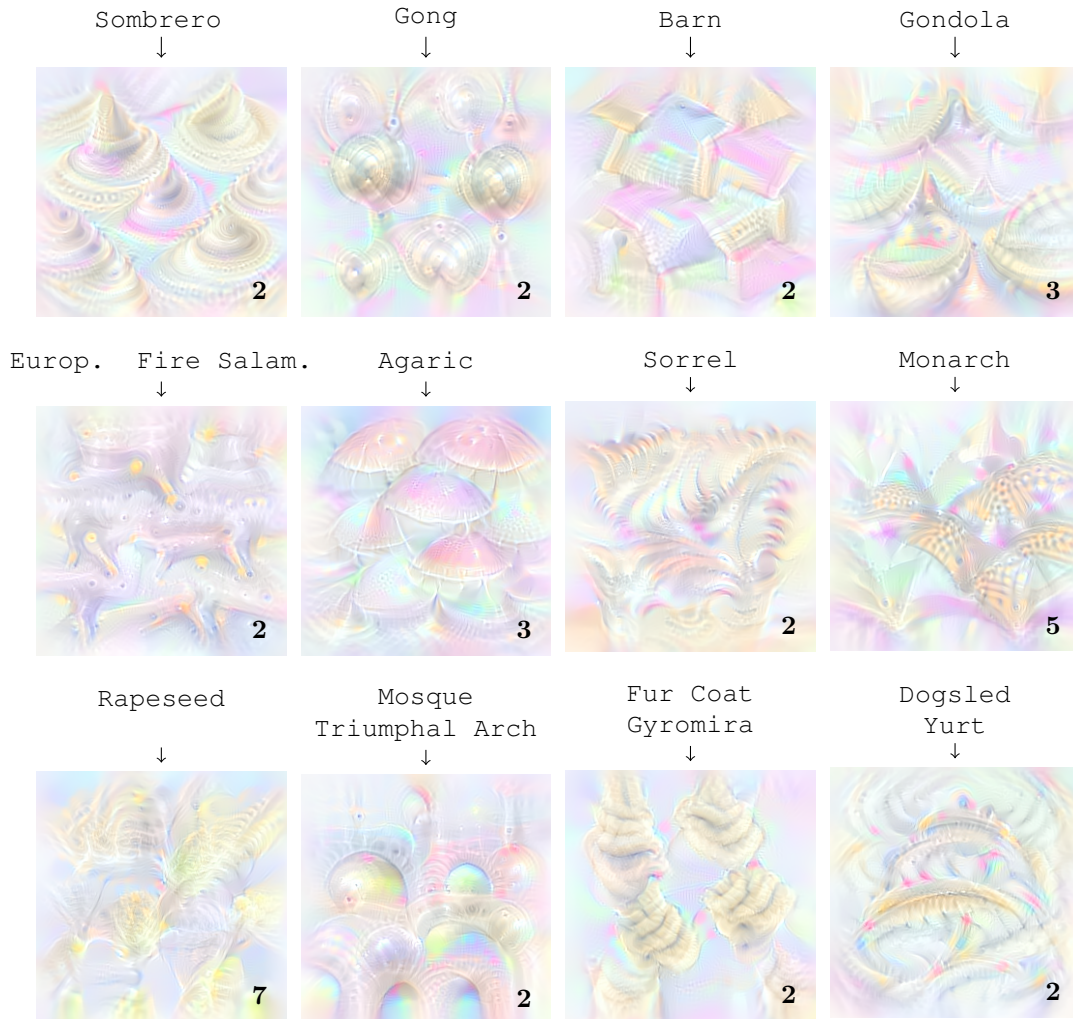 Sombrero Gong Barn Gondola
↓ ↓ ↓ ↓
2 2 2 3
Europ. Fire Salam. Agaric Sorrel Monarch
↓ ↓ ↓ ↓
2 3 2 5
Rapeseed Mosque Fur Coat Dogsled
Triumphal Arch Gyromira Yurt
↓ ↓ ↓ ↓
7 2 2 2